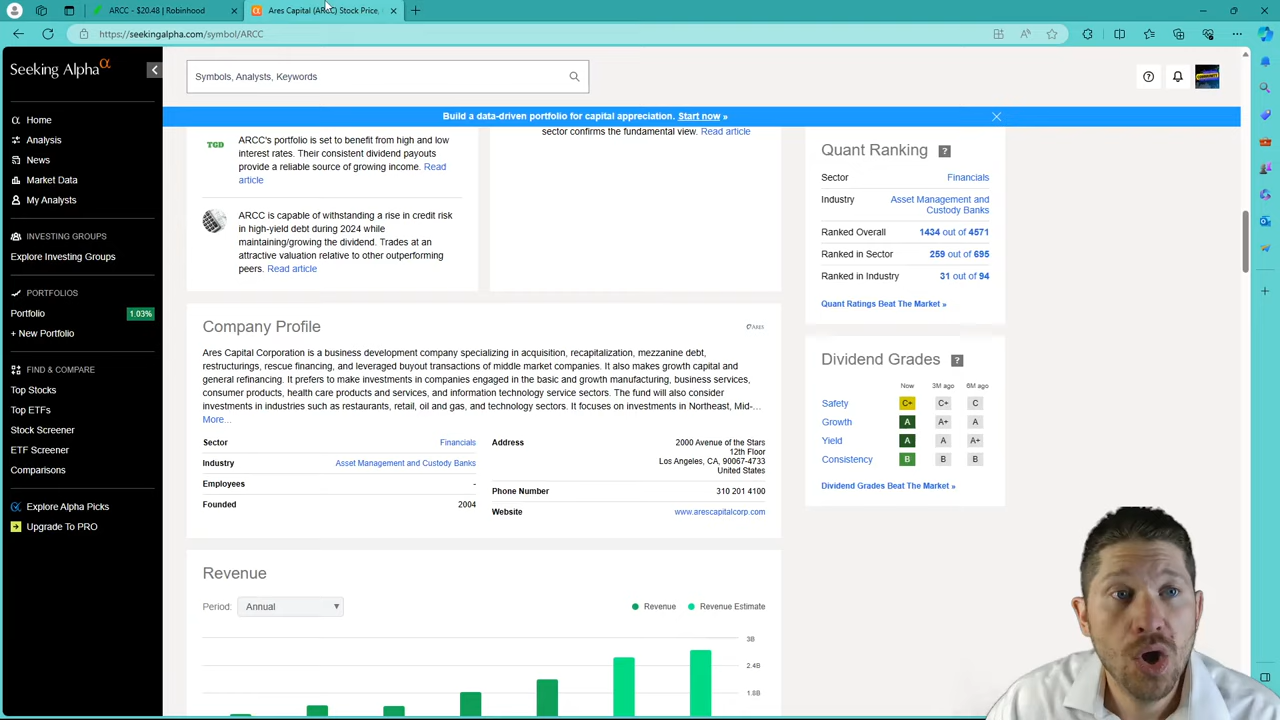 ARCC - $20.48 | Robinhood
Ares Capital (ARCC) Stock Price,
https://seekingalpha.com/symbol/ARCC
Seeking Alpha α
Home
Analysis
News
Market Data
My Analysts
INVESTING GROUPS
Explore Investing Groups
PORTFOLIOS
Portfolio 1.03%
+ New Portfolio
FIND & COMPARE
Top Stocks
Top ETFs
Stock Screener
ETF Screener
Comparisons
Explore Alpha Picks
Upgrade To PRO
Symbols, Analysts, Keywords
Build a data-driven portfolio for capital appreciation. Start now »
TGD
ARCC's portfolio is set to benefit from high and low
interest rates. Their consistent dividend payouts
provide a reliable source of growing income. Read
article
ARCC is capable of withstanding a rise in credit risk
in high-yield debt during 2024 while
maintaining/growing the dividend. Trades at an
attractive valuation relative to other outperforming
peers. Read article
sector confirms the fundamental view. Read article
Company Profile
ARES
Ares Capital Corporation is a business development company specializing in acquisition, recapitalization, mezzanine debt,
restructurings, rescue financing, and leveraged buyout transactions of middle market companies. It also makes growth capital and
general refinancing. It prefers to make investments in companies engaged in the basic and growth manufacturing, business services,
consumer products, health care products and services, and information technology service sectors. The fund will also consider
investments in industries such as restaurants, retail, oil and gas, and technology sectors. It focuses on investments in Northeast, Mid-...
More...
Sector Financials
Industry Asset Management and Custody Banks
Employees -
Founded 2004
Address 2000 Avenue of the Stars
12th Floor
Los Angeles, CA, 90067-4733
United States
Phone Number 310 201 4100
Website www.arescapitalcorp.com
Revenue
Period: Annual
Revenue Revenue Estimate
3B
2.4B
1.8B
Quant Ranking ?
Sector Financials
Industry Asset Management and
Custody Banks
Ranked Overall 1434 out of 4571
Ranked in Sector 259 out of 695
Ranked in Industry 31 out of 94
Quant Ratings Beat The Market »
Dividend Grades ?
Now 3M ago 6M ago
Safety C+ C+ C
Growth A A+ A
Yield A A A+
Consistency B B B
Dividend Grades Beat The Market »